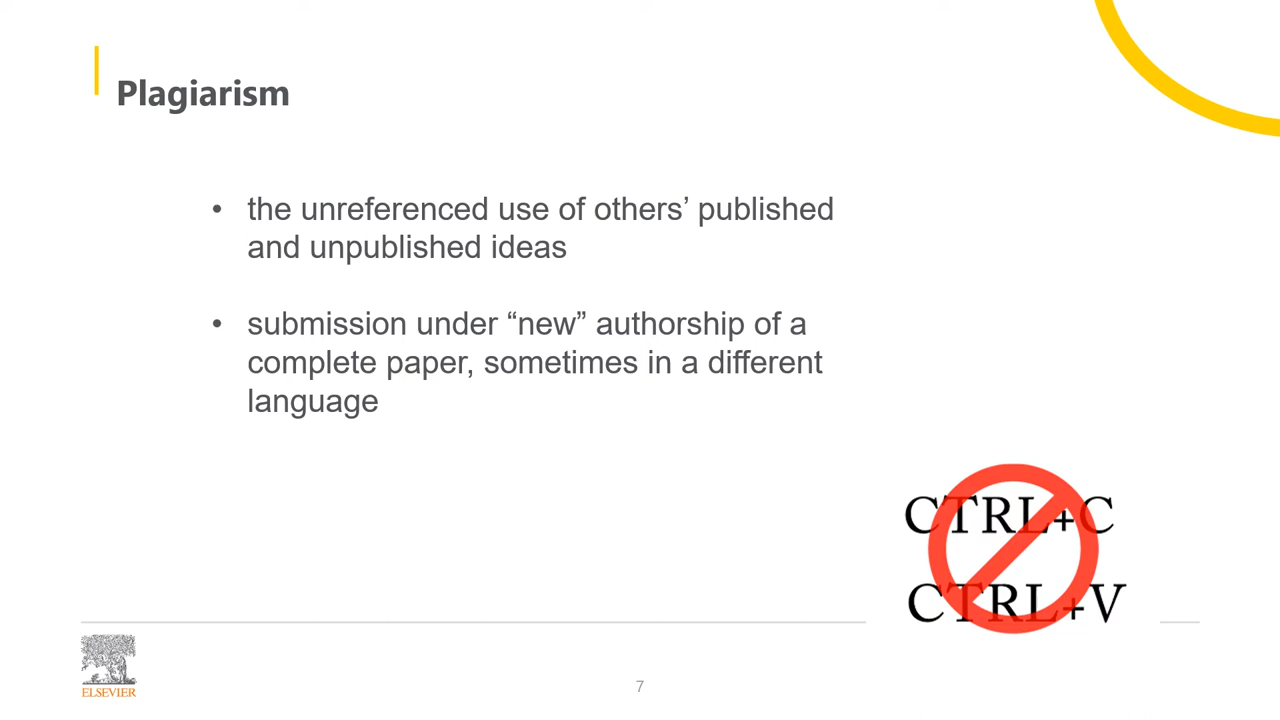 Plagiarism
• the unreferenced use of others’ published
and unpublished ideas
• submission under “new” authorship of a
complete paper, sometimes in a different
language
CTRL+C
CTRL+V
ELSEVIER
7